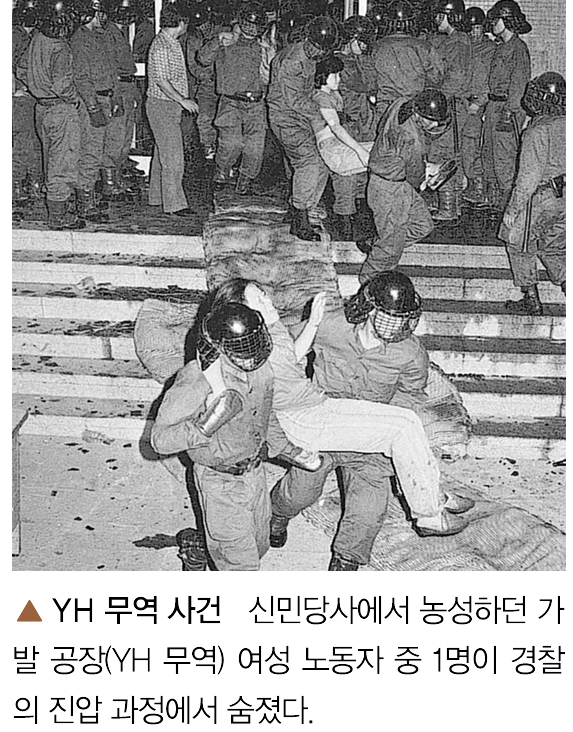 ▲ YH 무역 사건 신민당사에서 농성하던 가
발 공장(YH 무역) 여성 노동자 중 1명이 경찰
의 진압 과정에서 숨졌다.